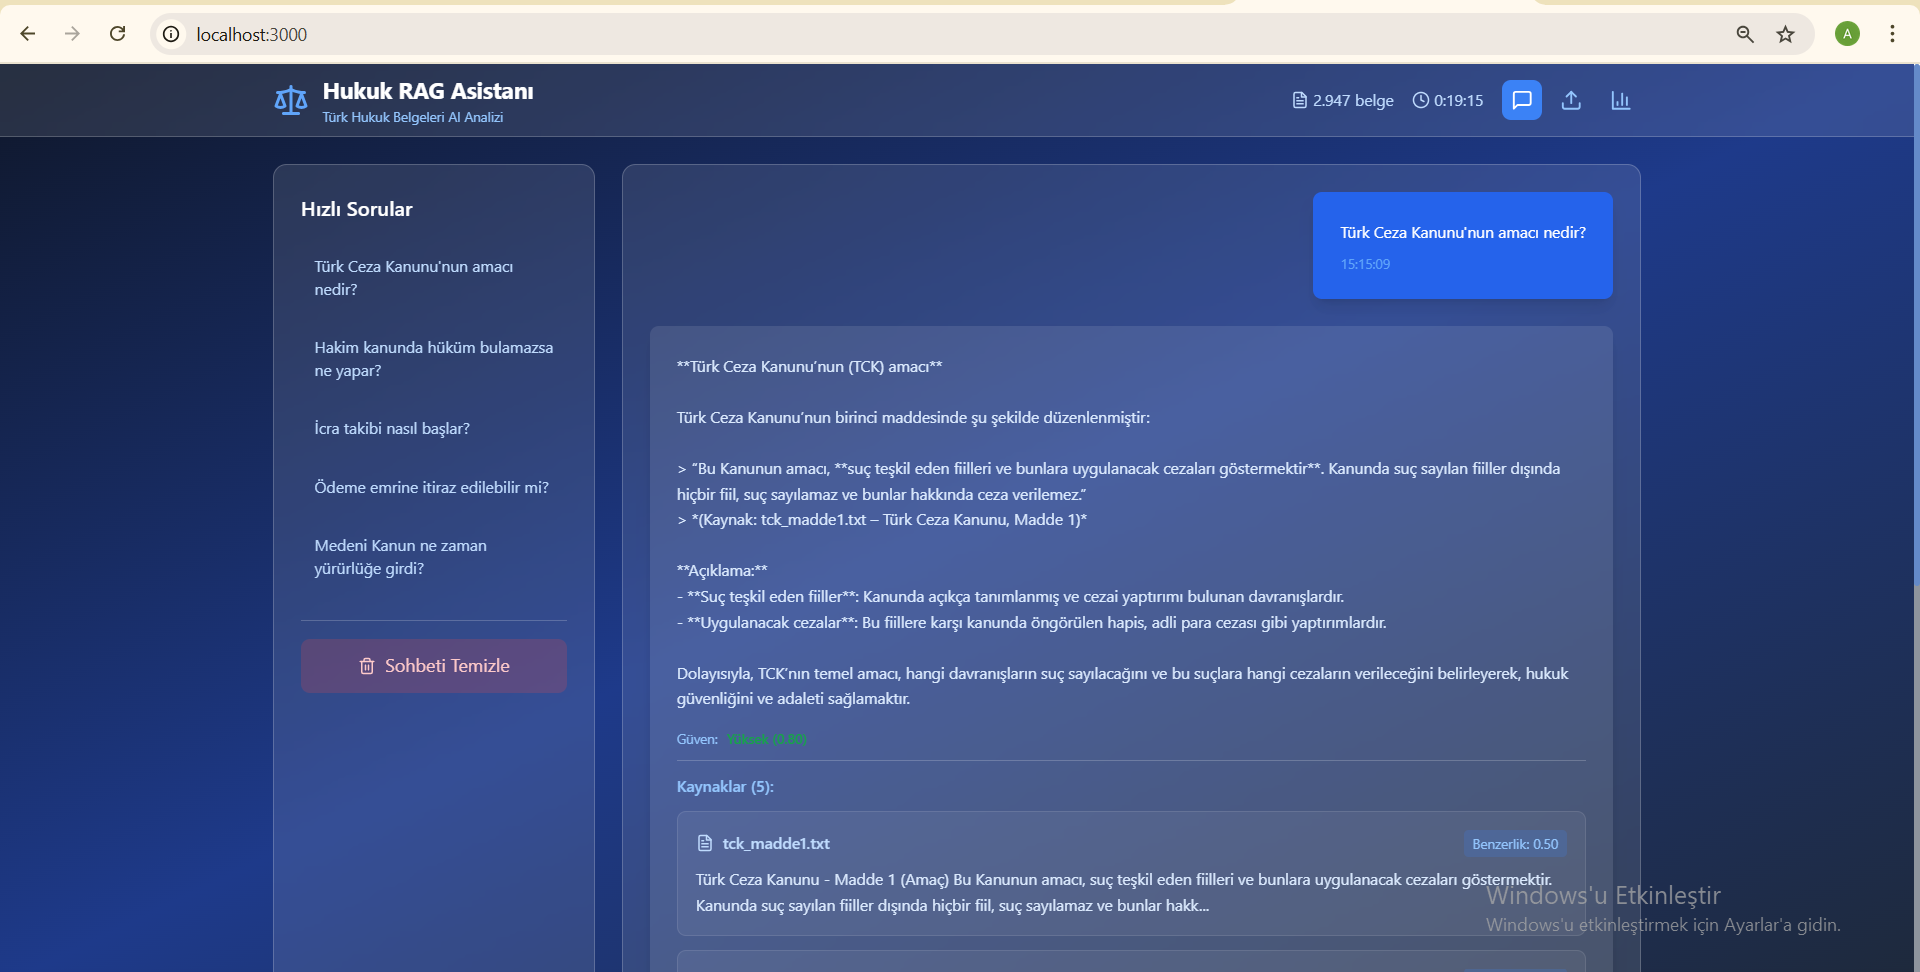 localhost:3000
A
Hukuk RAG Asistanı
Türk Hukuk Belgeleri AI Analizi
2.947 belge
0:19:15
Hızlı Sorular
Türk Ceza Kanunu'nun amacı
nedir?
Hakim kanunda hüküm bulamazsa
ne yapar?
İcra takibi nasıl başlar?
Ödeme emrine itiraz edilebilir mi?
Medeni Kanun ne zaman
yürürlüğe girdi?
Sohbeti Temizle
Türk Ceza Kanunu'nun amacı nedir?
15:15:09
**Türk Ceza Kanunu’nun (TCK) amacı**
Türk Ceza Kanunu’nun birinci maddesinde şu şekilde düzenlenmiştir:
> “Bu Kanunun amacı, **suç teşkil eden fiilleri ve bunlara uygulanacak cezaları göstermektir**. Kanunda suç sayılan fiiller dışında
hiçbir fiil, suç sayılamaz ve bunlar hakkında ceza verilemez.”
> *(Kaynak: tck_madde1.txt – Türk Ceza Kanunu, Madde 1)*
**Açıklama:**
- **Suç teşkil eden fiiller**: Kanunda açıkça tanımlanmış ve cezai yaptırımı bulunan davranışlardır.
- **Uygulanacak cezalar**: Bu fiillere karşı kanunda öngörülen hapis, adli para cezası gibi yaptırımlardır.
Dolayısıyla, TCK’nın temel amacı, hangi davranışların suç sayılacağını ve bu suçlara hangi cezaların verileceğini belirleyerek, hukuk
güvenliğini ve adaleti sağlamaktır.
Güven: Yüksek (0.80)
Kaynaklar (5):
tck_madde1.txt
Benzerlik: 0.50
Türk Ceza Kanunu - Madde 1 (Amaç) Bu Kanunun amacı, suç teşkil eden fiilleri ve bunlara uygulanacak cezaları göstermektir.
Kanunda suç sayılan fiiller dışında hiçbir fiil, suç sayılamaz ve bunlar hakk...
Windows'u Etkinleştir
Windows'u etkinleştirmek için Ayarlar'a gidin.